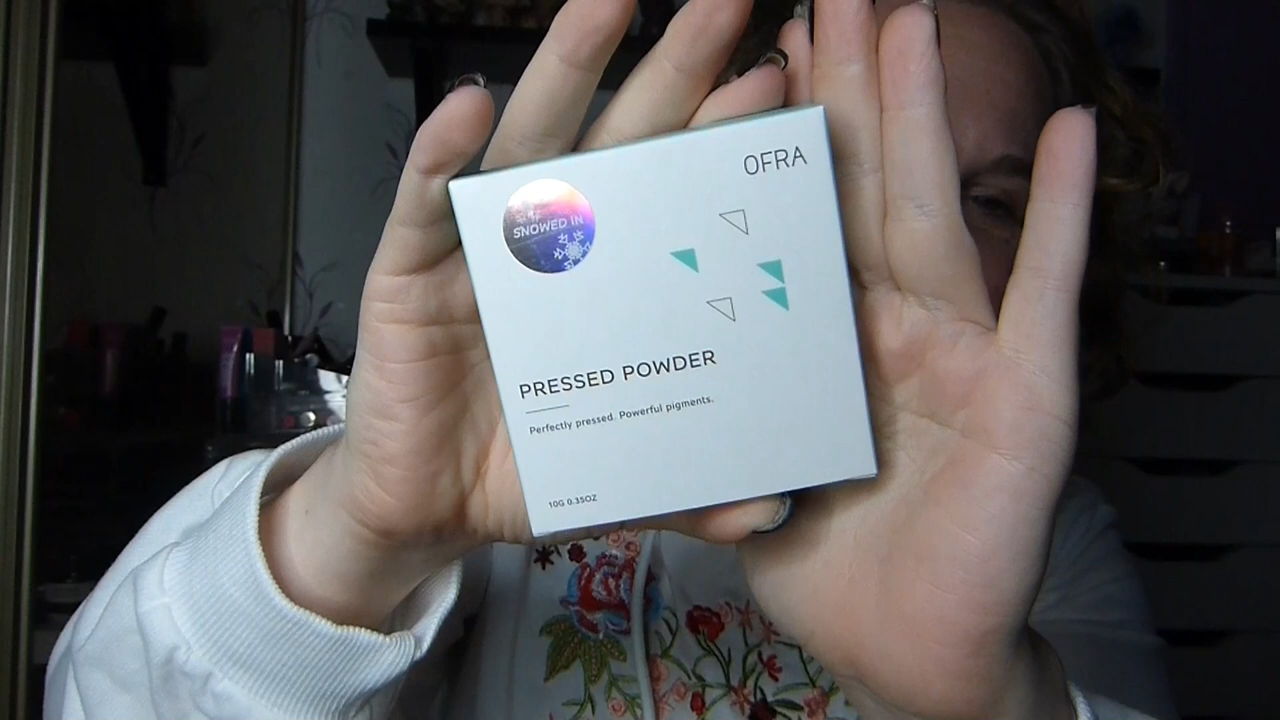 OFRA
SNOWED IN
PRESSED POWDER
Perfectly pressed. Powerful pigments.
10G 0.35OZ